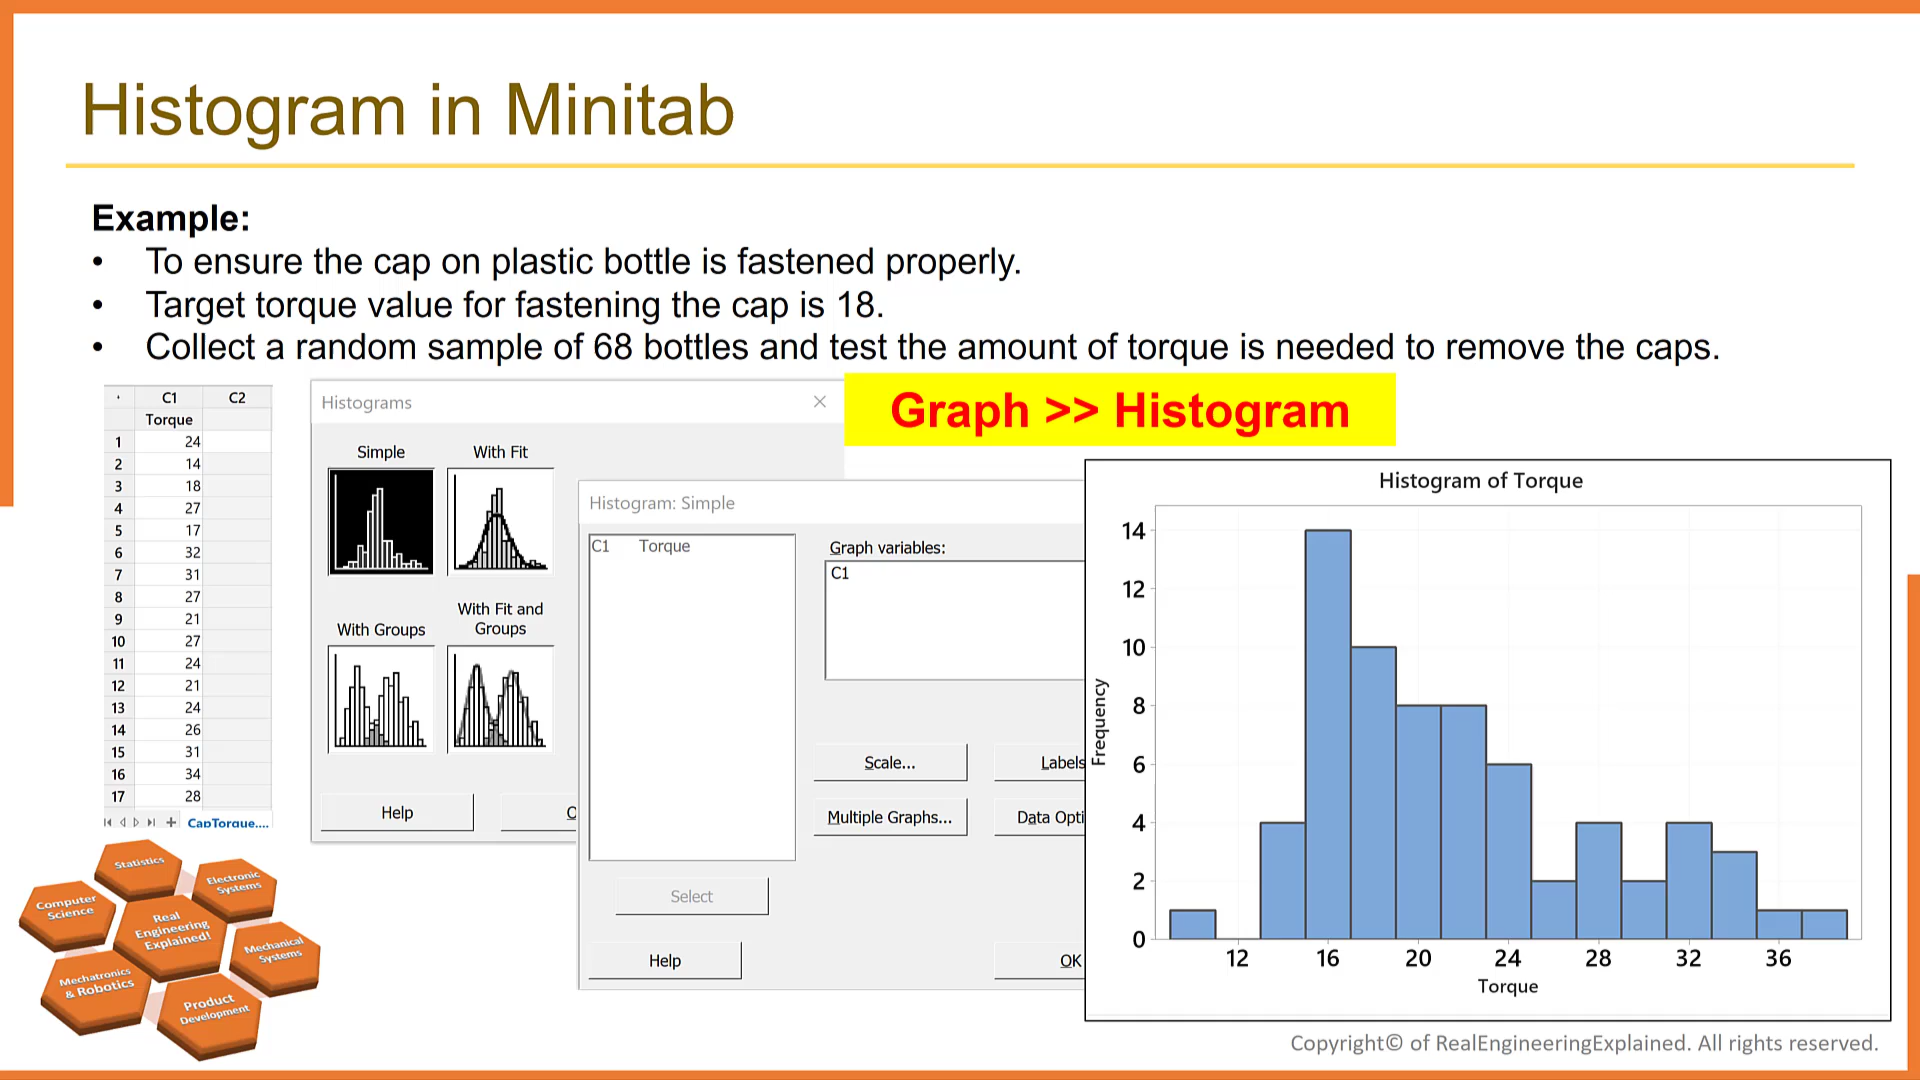 Histogram in Minitab
Example:
• To ensure the cap on plastic bottle is fastened properly.
• Target torque value for fastening the cap is 18.
• Collect a random sample of 68 bottles and test the amount of torque is needed to remove the caps.
Graph >> Histogram
C1 C2
Torque
1 24
2 14
3 18
4 27
5 17
6 32
7 31
8 27
9 21
10 27
11 24
12 21
13 24
14 26
15 31
16 34
17 28
CapTorque....
Histograms
Simple With Fit
With Groups
With Fit and
Groups
Help
Histogram: Simple
C1 Torque
Graph variables:
C1
Scale... Labels
Multiple Graphs... Data Opti
Select
Help OK
Histogram of Torque
14
12
10
8
6
4
2
0
Frequency
12 16 20 24 28 32 36
Torque
Statistics
Electronic
Systems
Computer
Science
Real
Engineering
Explained!
Mechanical
Systems
Mechatronics
& Robotics
Product
Development
Copyright© of RealEngineeringExplained. All rights reserved.